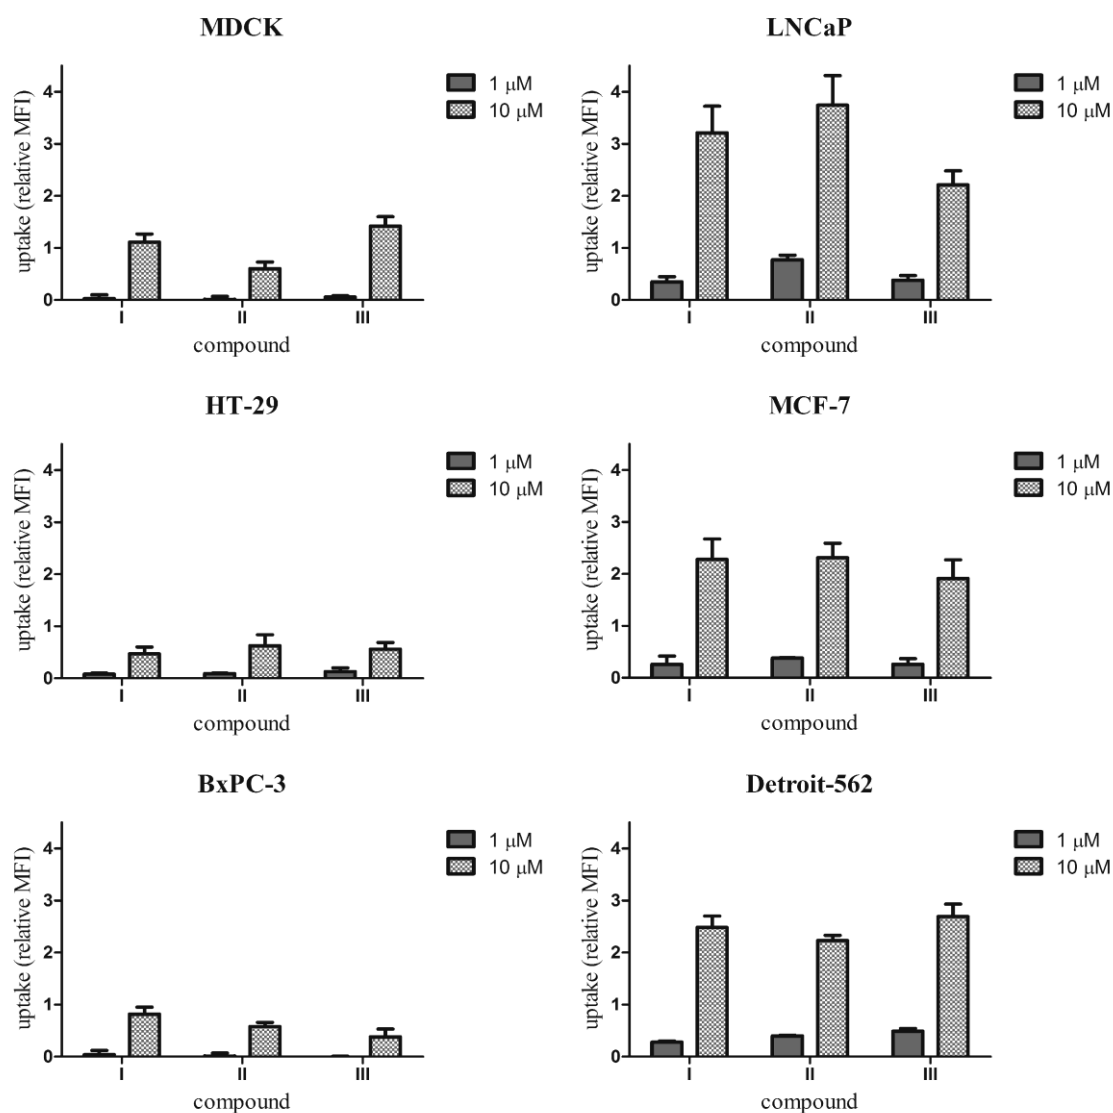 MDCK
uptake (relative MFI)
4
3
2
1
0
I II III
compound
1 μM
10 μM
LNCaP
uptake (relative MFI)
4
3
2
1
0
I II III
compound
1 μM
10 μM
HT-29
uptake (relative MFI)
4
3
2
1
0
I II III
compound
1 μM
10 μM
MCF-7
uptake (relative MFI)
4
3
2
1
0
I II III
compound
1 μM
10 μM
BxPC-3
uptake (relative MFI)
4
3
2
1
0
I II III
compound
1 μM
10 μM
Detroit-562
uptake (relative MFI)
4
3
2
1
0
I II III
compound
1 μM
10 μM